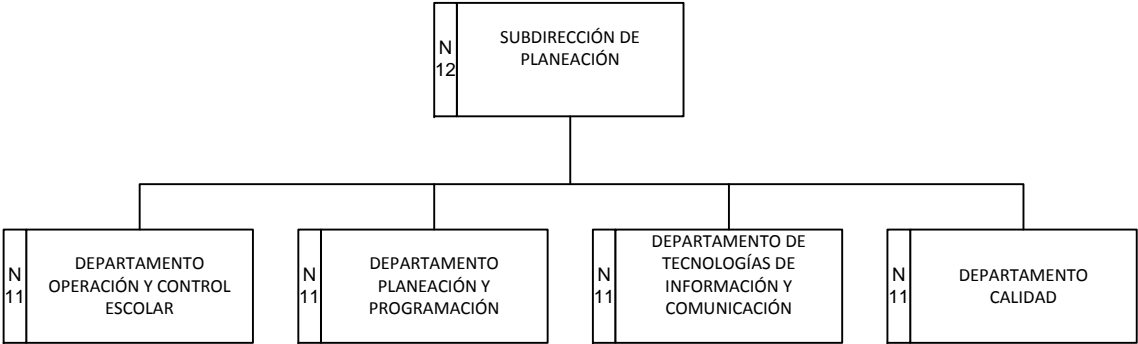 N
12
SUBDIRECCIÓN DE
PLANEACIÓN
N
11
DEPARTAMENTO
OPERACIÓN Y CONTROL
ESCOLAR
N
11
DEPARTAMENTO
PLANEACIÓN Y
PROGRAMACIÓN
N
11
DEPARTAMENTO DE
TECNOLOGÍAS DE
INFORMACIÓN Y
COMUNICACIÓN
N
11
DEPARTAMENTO
CALIDAD